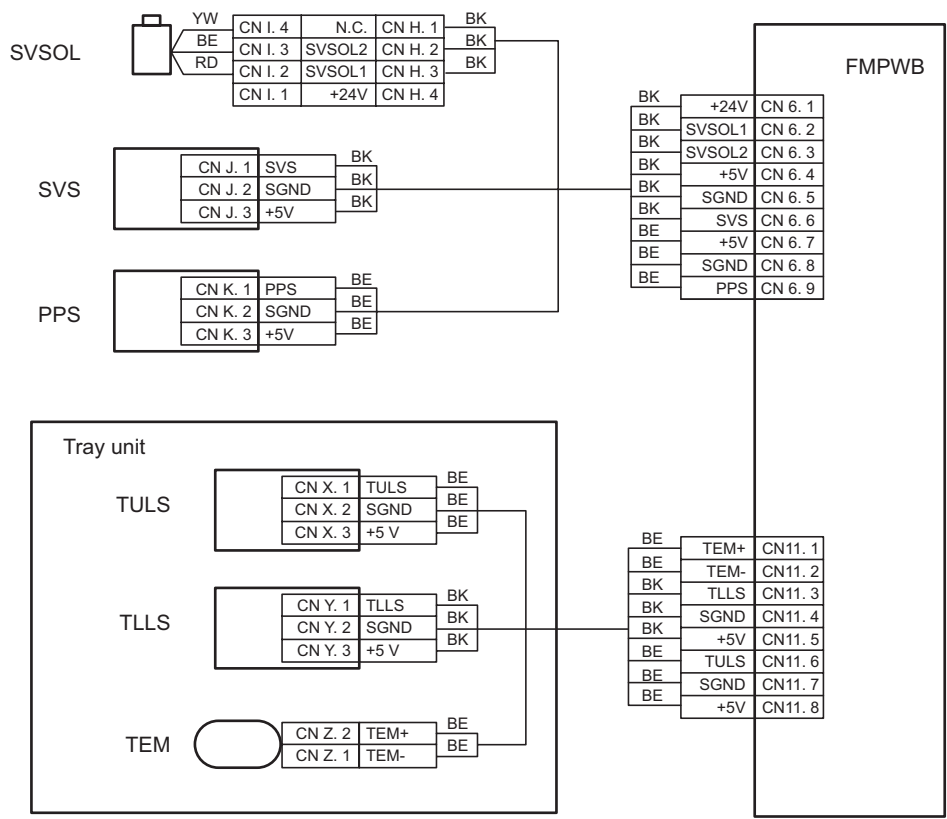 SVSOL
YW CN I. 4 N.C. CN H. 1 BK
BE CN I. 3 SVSOL2 CN H. 2 BK
RD CN I. 2 SVSOL1 CN H. 3 BK
CN I. 1 +24V CN H. 4
FMPWB
BK +24V CN 6. 1
BK SVSOL1 CN 6. 2
BK SVSOL2 CN 6. 3
BK +5V CN 6. 4
BK SGND CN 6. 5
BK SVS CN 6. 6
BE +5V CN 6. 7
BE SGND CN 6. 8
BE PPS CN 6. 9
SVS
CN J. 1 SVS BK
CN J. 2 SGND BK
CN J. 3 +5V BK
PPS
CN K. 1 PPS BE
CN K. 2 SGND BE
CN K. 3 +5V BE
Tray unit
TULS
CN X. 1 TULS BE
CN X. 2 SGND BE
CN X. 3 +5 V BE
TLLS
CN Y. 1 TLLS BK
CN Y. 2 SGND BK
CN Y. 3 +5 V BK
TEM
CN Z. 2 TEM+ BE
CN Z. 1 TEM- BE
BE TEM+ CN11. 1
BE TEM- CN11. 2
BK TLLS CN11. 3
BK SGND CN11. 4
BK +5V CN11. 5
BE TULS CN11. 6
BE SGND CN11. 7
BE +5V CN11. 8